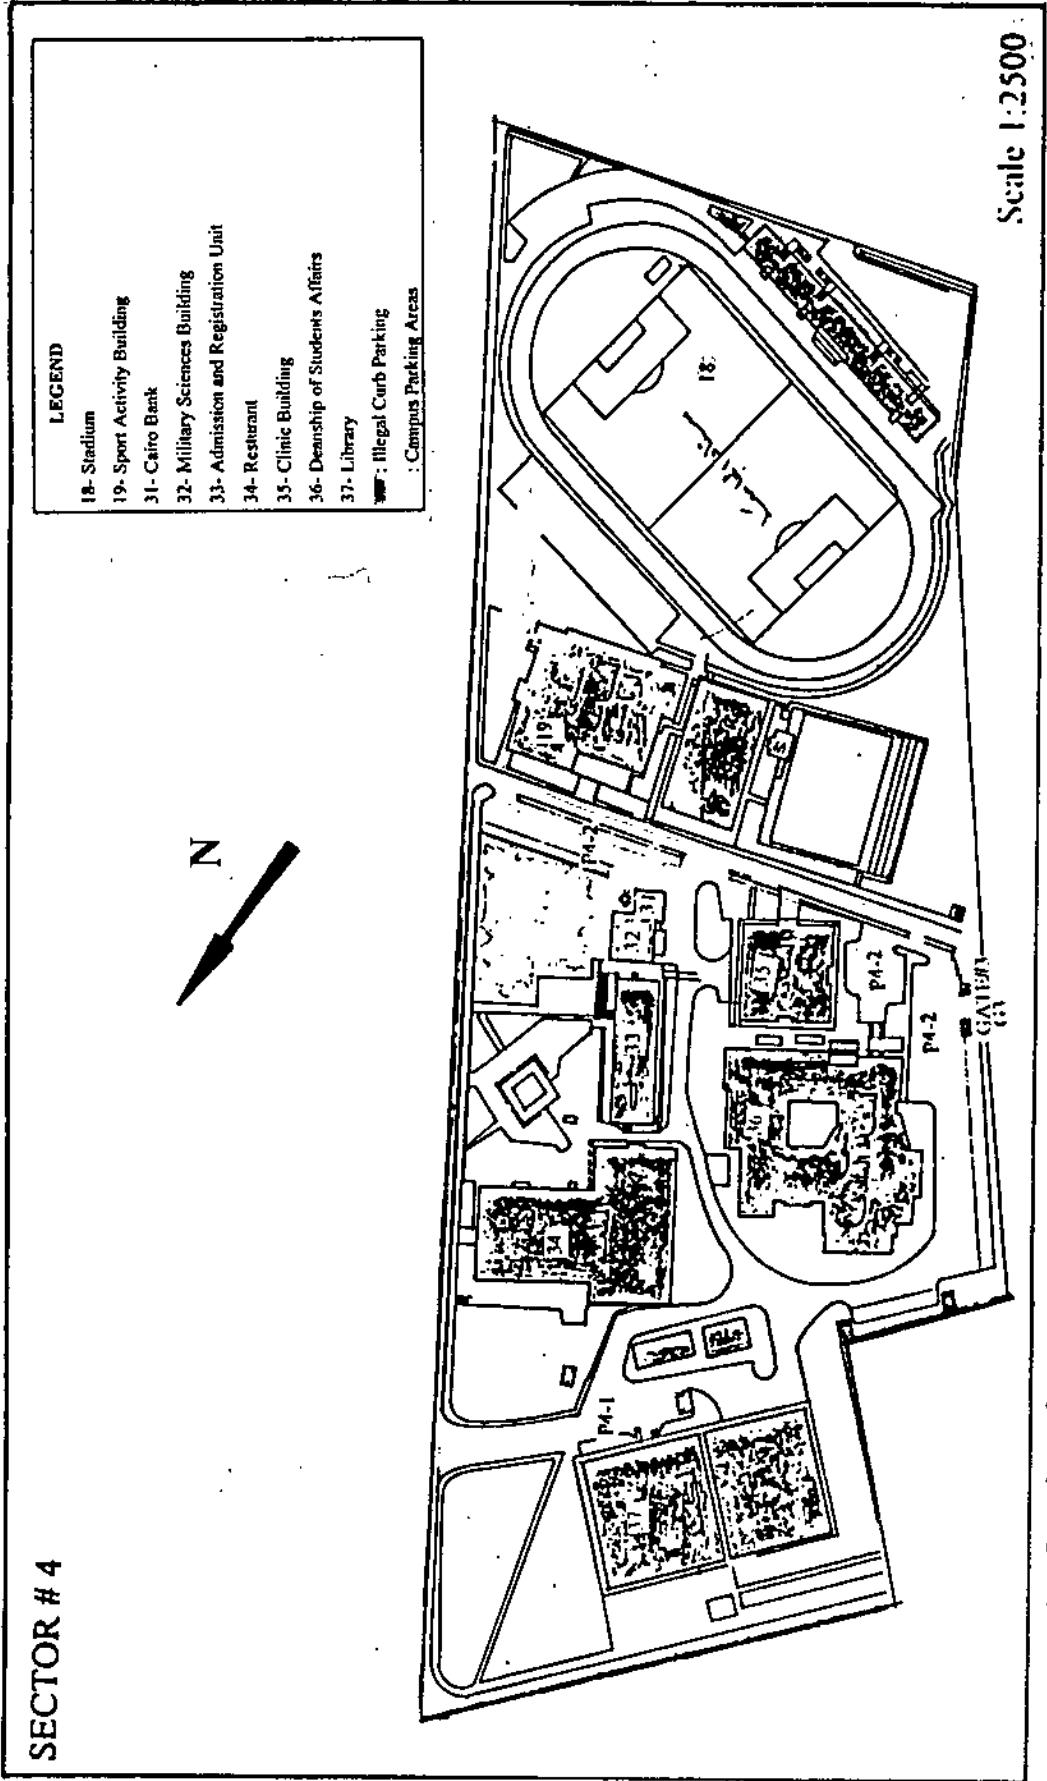 SECTOR # 4
LEGEND
18- Stadium
19- Sport Activity Building
31- Cairo Bank
32- Military Sciences Building
33- Admission and Registration Unit
34- Resturant
35- Clinic Building
36- Deanship of Students Affairs
37- Library
: Illegal Curb Parking
: Campus Parking Areas
N
18
19
P4-2
31
32
33
34
35
36
P4-2
P4-2
GATE#3
G3
P4-1
37
Scale 1:2500